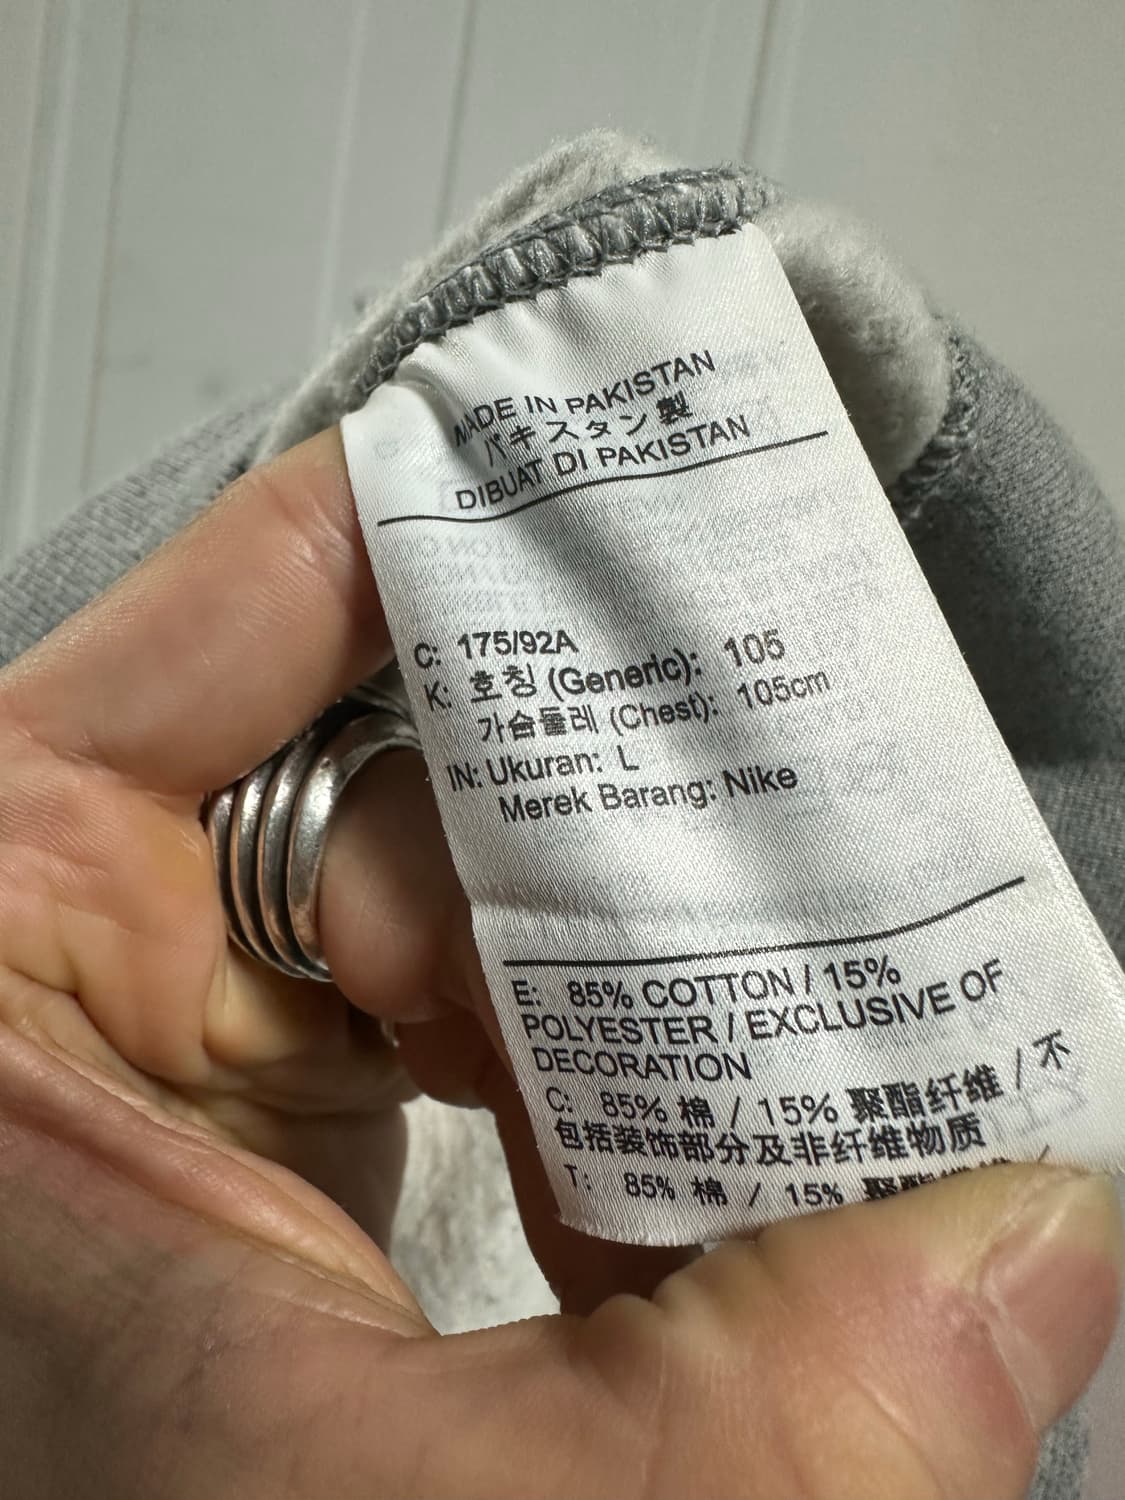 MADE IN PAKISTAN
パキスタン製
DIBUAT DI PAKISTAN
C: 175/92A
K: 호칭 (Generic): 105
가슴둘레 (Chest): 105cm
IN: Ukuran: L
Merek Barang: Nike
E: 85% COTTON / 15%
POLYESTER / EXCLUSIVE OF
DECORATION
C: 85% 棉 / 15% 聚酯纤维 / 不
包括装饰部分及非纤维物质
T: 85% 棉 / 15%